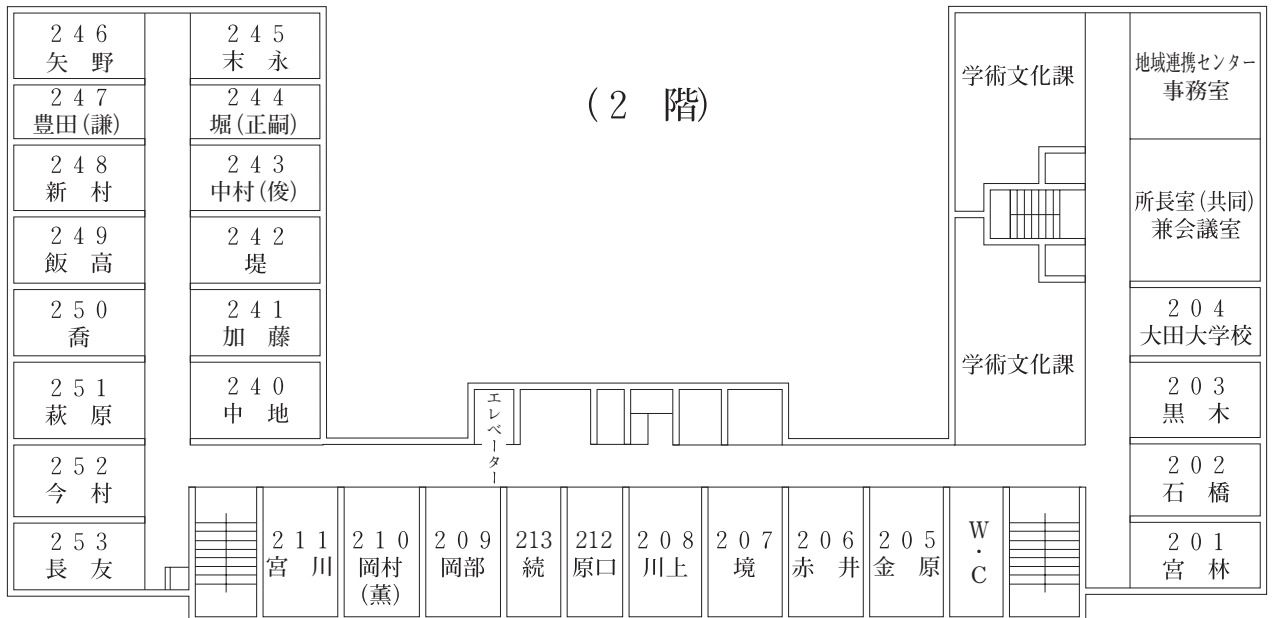 (2 階)
246
矢 野
247
豊田(謙)
248
新 村
249
飯 高
250
喬
251
萩 原
252
今 村
253
長 友
245
末 永
244
堀(正嗣)
243
中村(俊)
242
堤
241
加 藤
240
中 地
エレベーター
211
宮 川
210
岡村
(薫)
209
岡部
213
続
212
原口
208
川上
207
境
206
赤 井
205
金 原
W・C
学術文化課
学術文化課
地域連携センター
事務室
所長室(共同)
兼会議室
204
大田大学校
203
黒 木
202
石 橋
201
宮 林